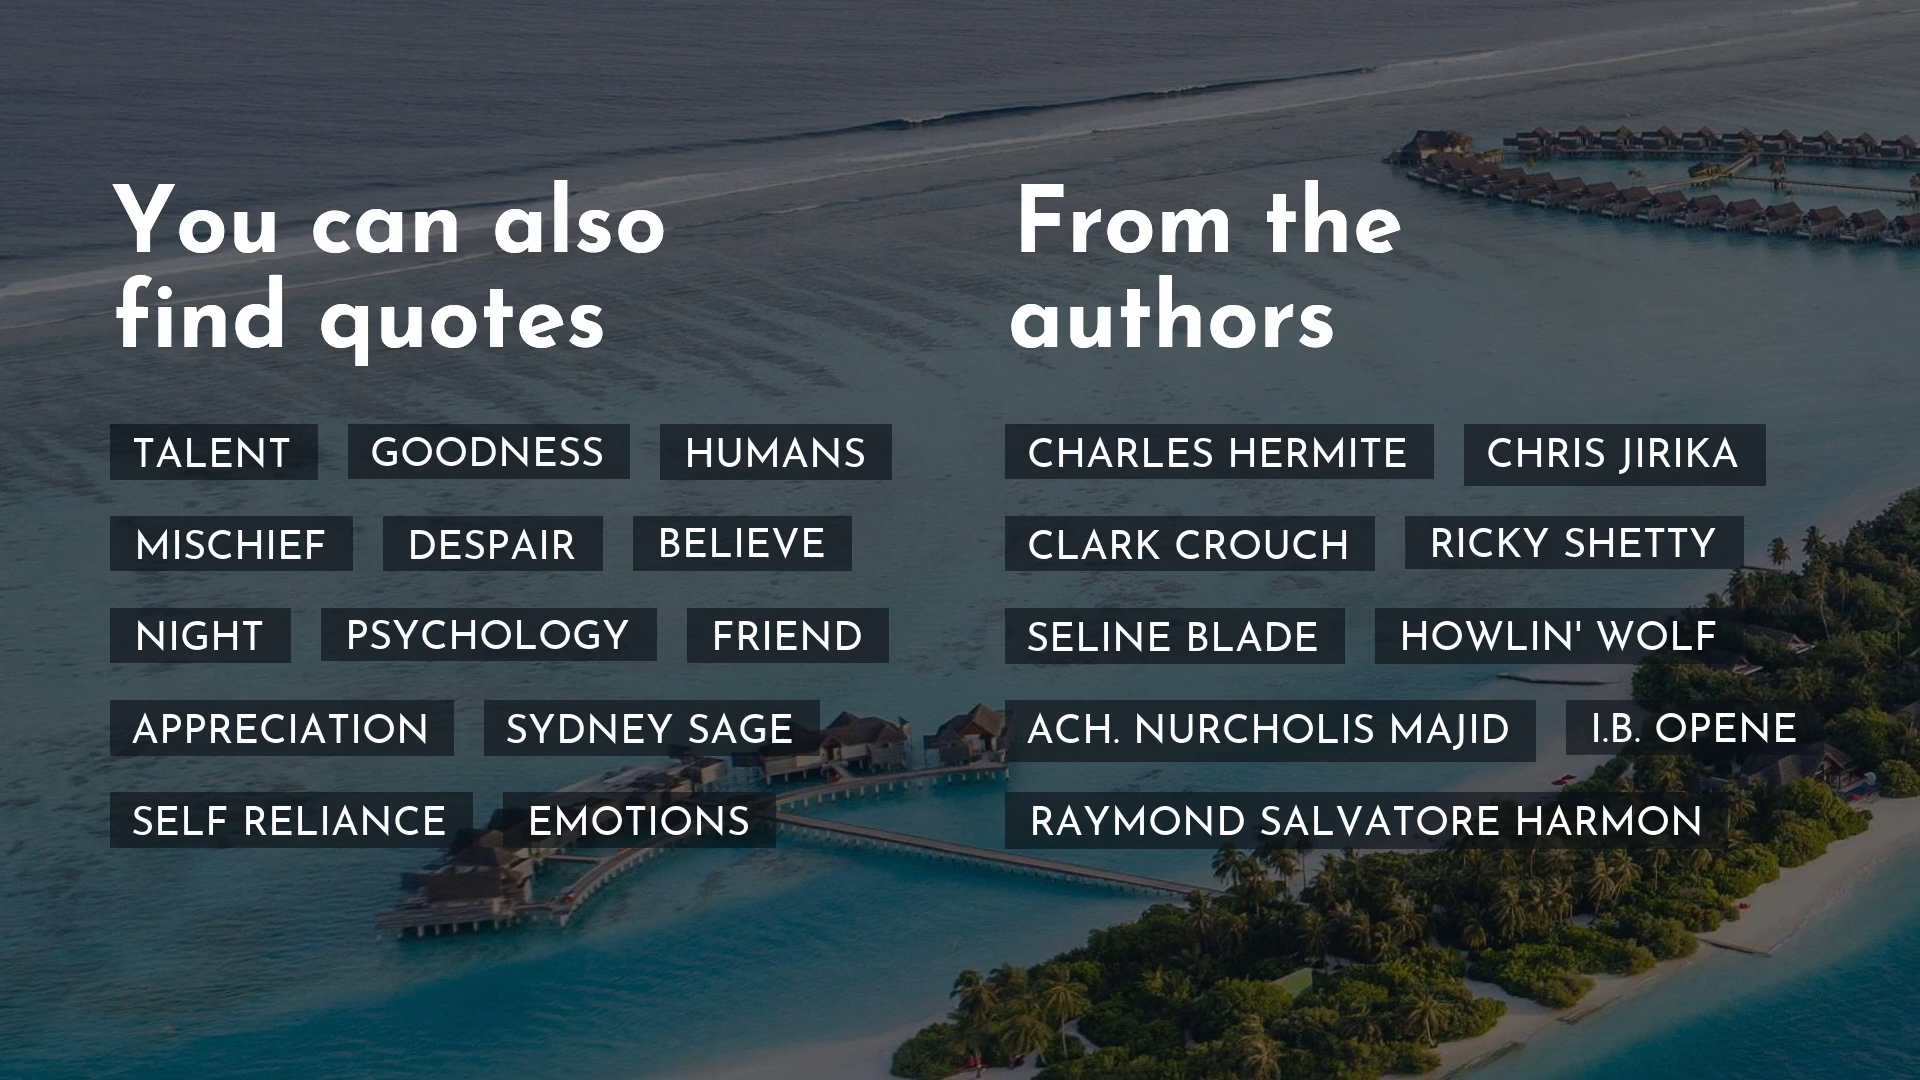 You can also
find quotes
TALENT GOODNESS HUMANS
MISCHIEF DESPAIR BELIEVE
NIGHT PSYCHOLOGY FRIEND
APPRECIATION SYDNEY SAGE
SELF RELIANCE EMOTIONS
From the
authors
CHARLES HERMITE CHRIS JIRIKA
CLARK CROUCH RICKY SHETTY
SELINE BLADE HOWLIN' WOLF
ACH. NURCHOLIS MAJID I.B. OPENE
RAYMOND SALVATORE HARMON